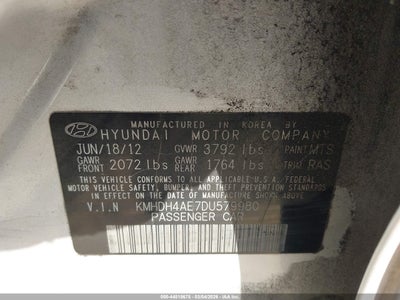 MANUFACTURED IN KOREA BY
HYUNDAI MOTOR COMPANY
JUN/18/12 GVWR 3792 lbs PAINT MTS
GAWR FRONT 2072 lbs GAWR REAR 1764 lbs TRIM RAS
THIS VEHICLE CONFORMS TO ALL APPLICABLE U.S.A. FEDERAL
MOTOR VEHICLE SAFETY, BUMPER, AND THEFT PREVENTION STANDARDS
IN EFFECT ON THE DATE OF MANUFACTURE SHOWN ABOVE.
V.I.N KMHDH4AE7DU579980
PASSENGER CAR